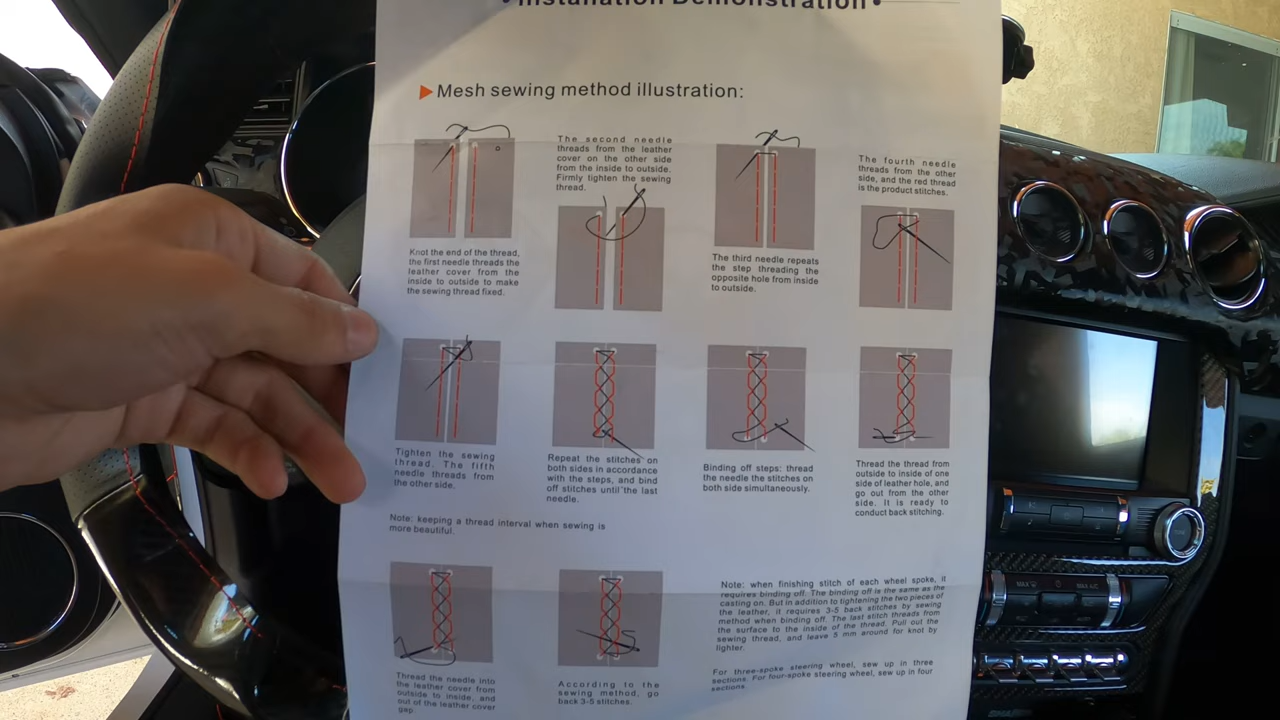 • Installation Demonstration •
Mesh sewing method illustration:
Knot the end of the thread,
the first needle threads the
leather cover from the
inside to outside to make
the sewing thread fixed.
The second needle
threads from the leather
cover on the other side
from the inside to outside.
Firmly tighten the sewing
thread.
The third needle repeats
the step threading the
opposite hole from inside
to outside.
The fourth needle
threads from the other
side, and the red thread
is the product stitches.
Tighten the sewing
thread. The fifth
needle threads from
the other side.
Repeat the stitches on
both sides in accordance
with the steps, and bind
off stitches until the last
needle.
Binding off steps: thread
the needle the stitches on
both side simultaneously.
Thread the thread from
outside to inside of one
side of leather hole, and
go out from the other
side. It is ready to
conduct back stitching.
Note: keeping a thread interval when sewing is
more beautiful.
Thread the needle into
the leather cover from
outside to inside, and
out of the leather cover
gap.
According to the
sewing method, go
back 3-5 stitches.
Note: when finishing stitch of each wheel spoke, it
requires binding off. The binding off is the same as the
casting on. But in addition to tightening the two pieces of
the leather, it requires 3-5 back stitches by sewing
method when binding off. The last stitch threads from
the surface to the inside of the thread. Pull out the
sewing thread, and leave 5 mm around for knot by
lighter.
For three-spoke steering wheel, sew up in three
sections. For four-spoke steering wheel, sew up in four
sections.
MAX
MAX A/C